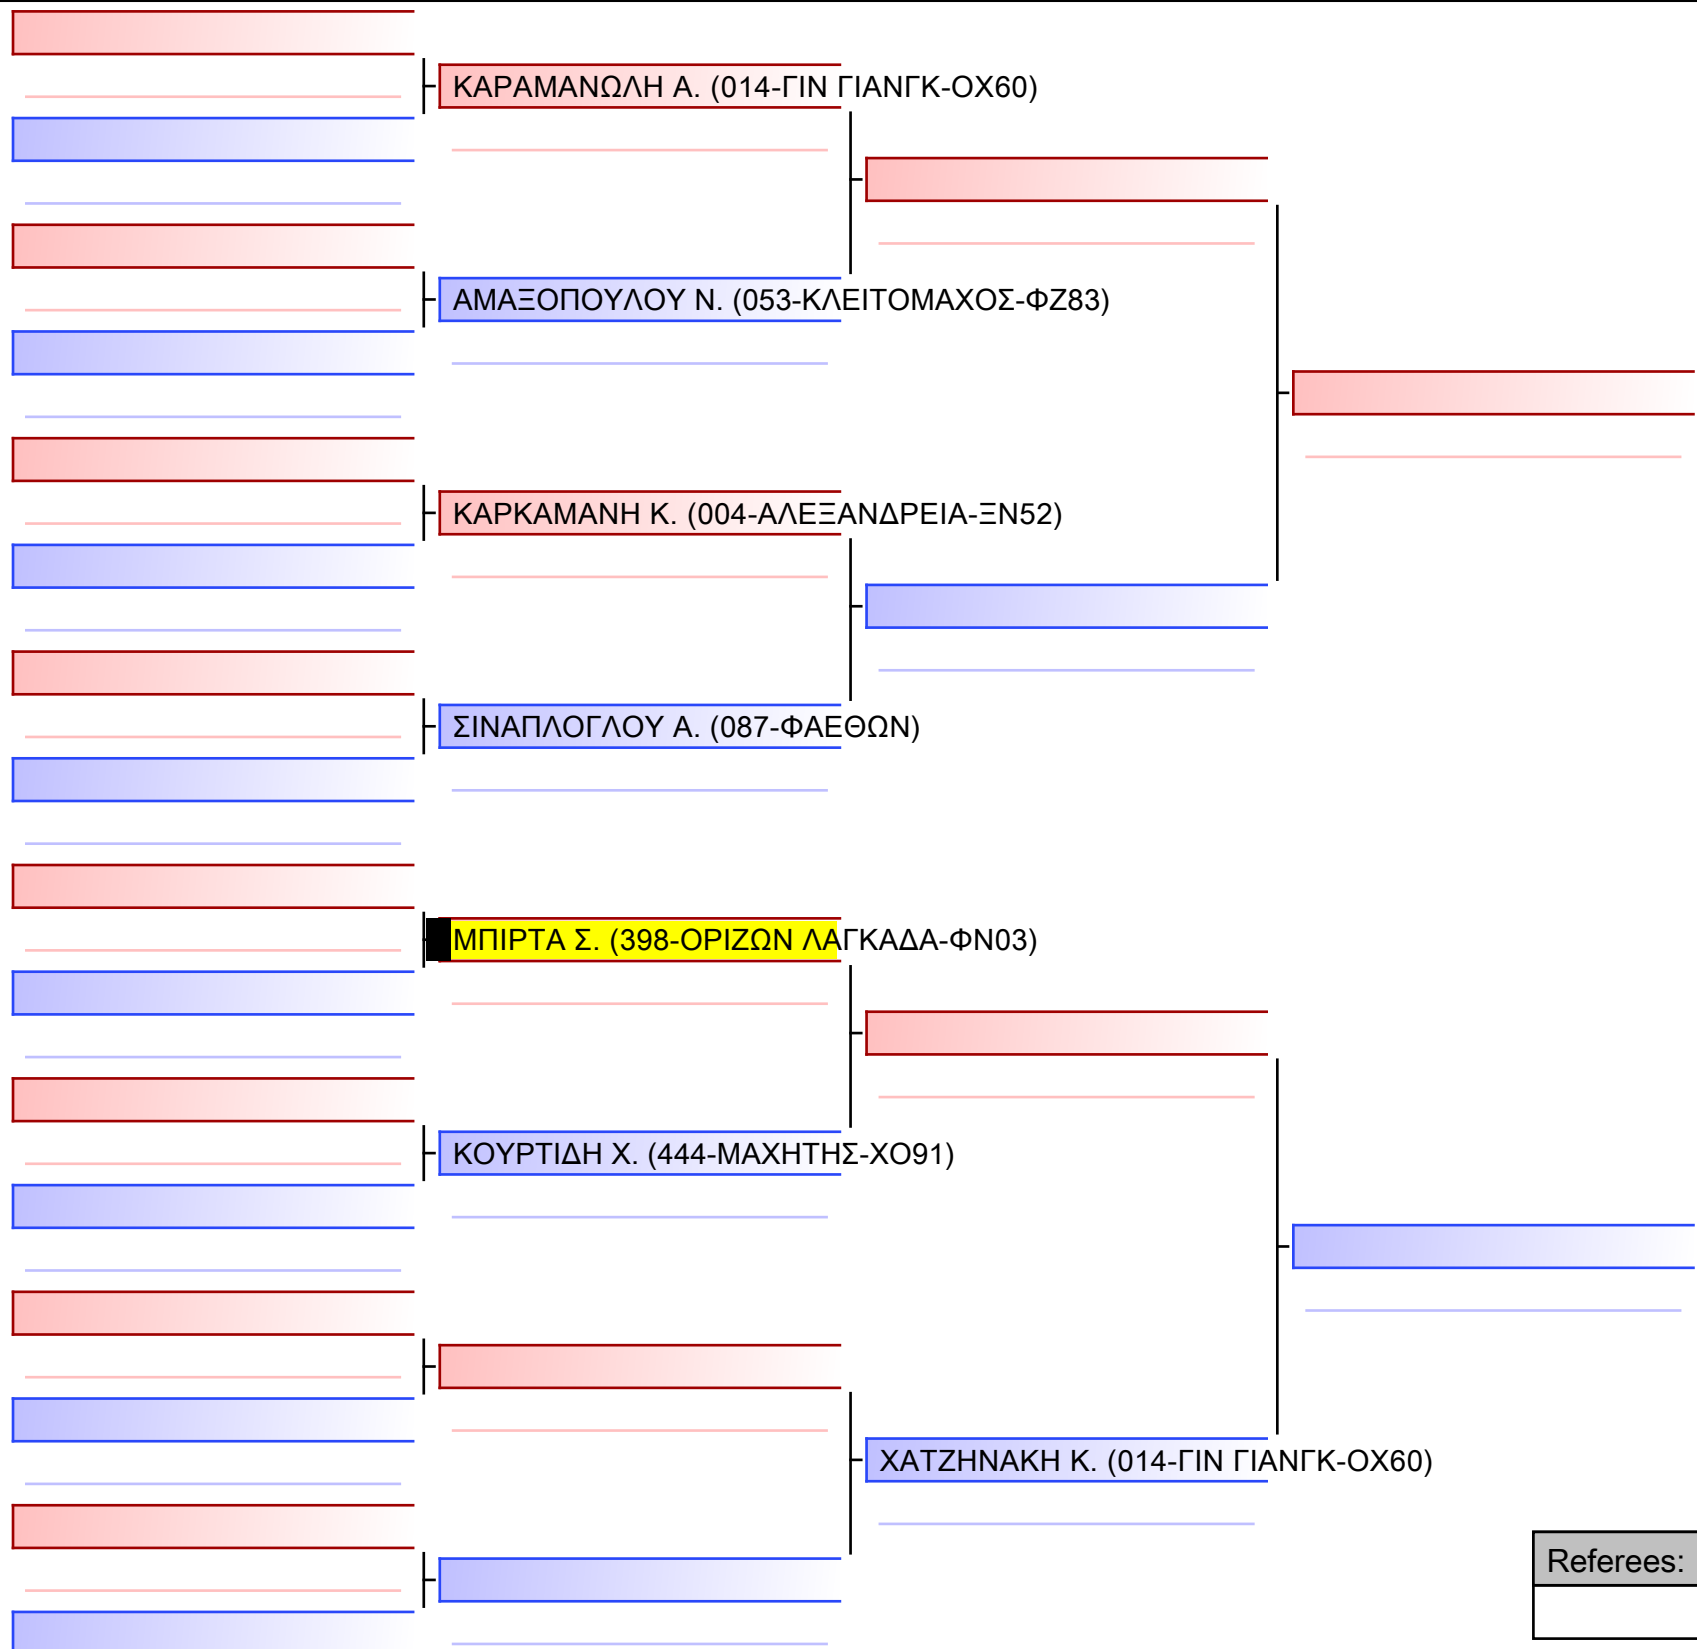 ΚΑΡΑΜΑΝΩΛΗ Α. (014-ΓΙΝ ΓΙΑΝΓΚ-ΟΧ60)
ΑΜΑΞΟΠΟΥΛΟΥ Ν. (053-ΚΛΕΙΤΟΜΑΧΟΣ-ΦΖ83)
ΚΑΡΚΑΜΑΝΗ Κ. (004-ΑΛΕΞΑΝΔΡΕΙΑ-ΞΝ52)
ΣΙΝΑΠΛΟΓΛΟΥ Α. (087-ΦΑΕΘΩΝ)
ΜΠΙΡΤΑ Σ. (398-ΟΡΙΖΩΝ ΛΑΓΚΑΔΑ-ΦΝ03)
ΚΟΥΡΤΙΔΗ Χ. (444-ΜΑΧΗΤΗΣ-ΧΟ91)
ΧΑΤΖΗΝΑΚΗ Κ. (014-ΓΙΝ ΓΙΑΝΓΚ-ΟΧ60)
Referees: